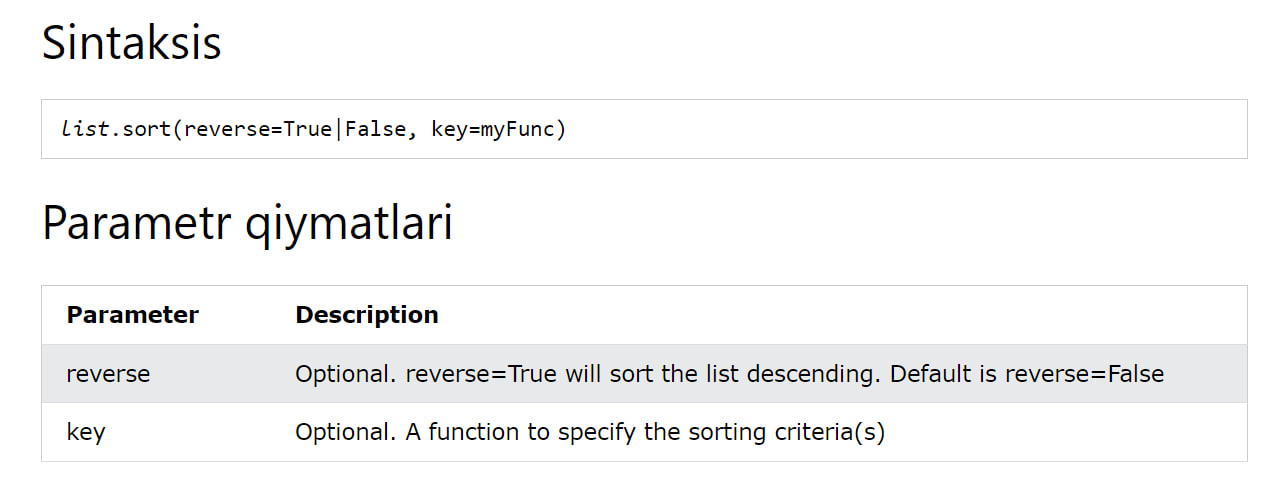 Sintaksis
list.sort(reverse=True|False, key=myFunc)
Parametr qiymatlari
Parameter Description
reverse Optional. reverse=True will sort the list descending. Default is reverse=False
key Optional. A function to specify the sorting criteria(s)